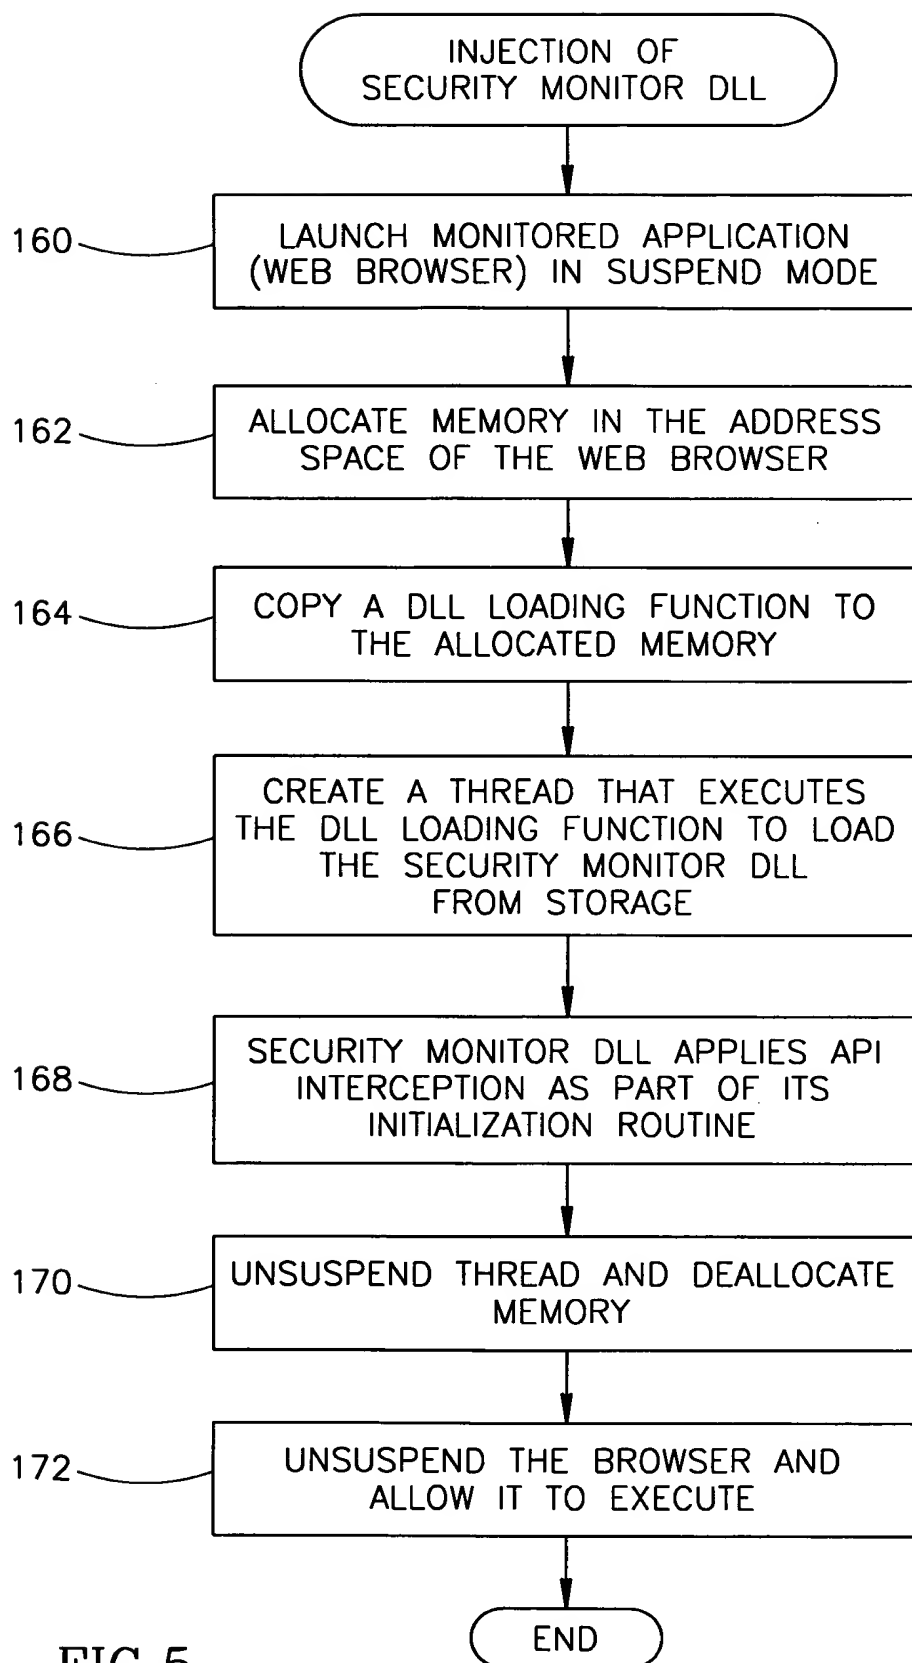 INJECTION OF
SECURITY MONITOR DLL
160
LAUNCH MONITORED APPLICATION
(WEB BROWSER) IN SUSPEND MODE
162
ALLOCATE MEMORY IN THE ADDRESS
SPACE OF THE WEB BROWSER
164
COPY A DLL LOADING FUNCTION TO
THE ALLOCATED MEMORY
166
CREATE A THREAD THAT EXECUTES
THE DLL LOADING FUNCTION TO LOAD
THE SECURITY MONITOR DLL
FROM STORAGE
168
SECURITY MONITOR DLL APPLIES API
INTERCEPTION AS PART OF ITS
INITIALIZATION ROUTINE
170
UNSUSPEND THREAD AND DEALLOCATE
MEMORY
172
UNSUSPEND THE BROWSER AND
ALLOW IT TO EXECUTE
END
FIG.5